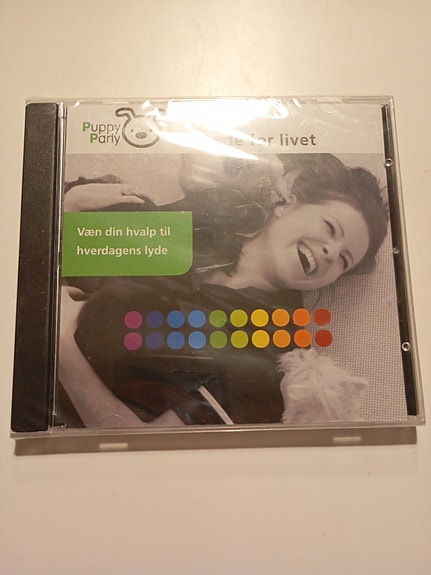 Puppy
Party
de for livet
Væn din hvalp til
hverdagens lyde